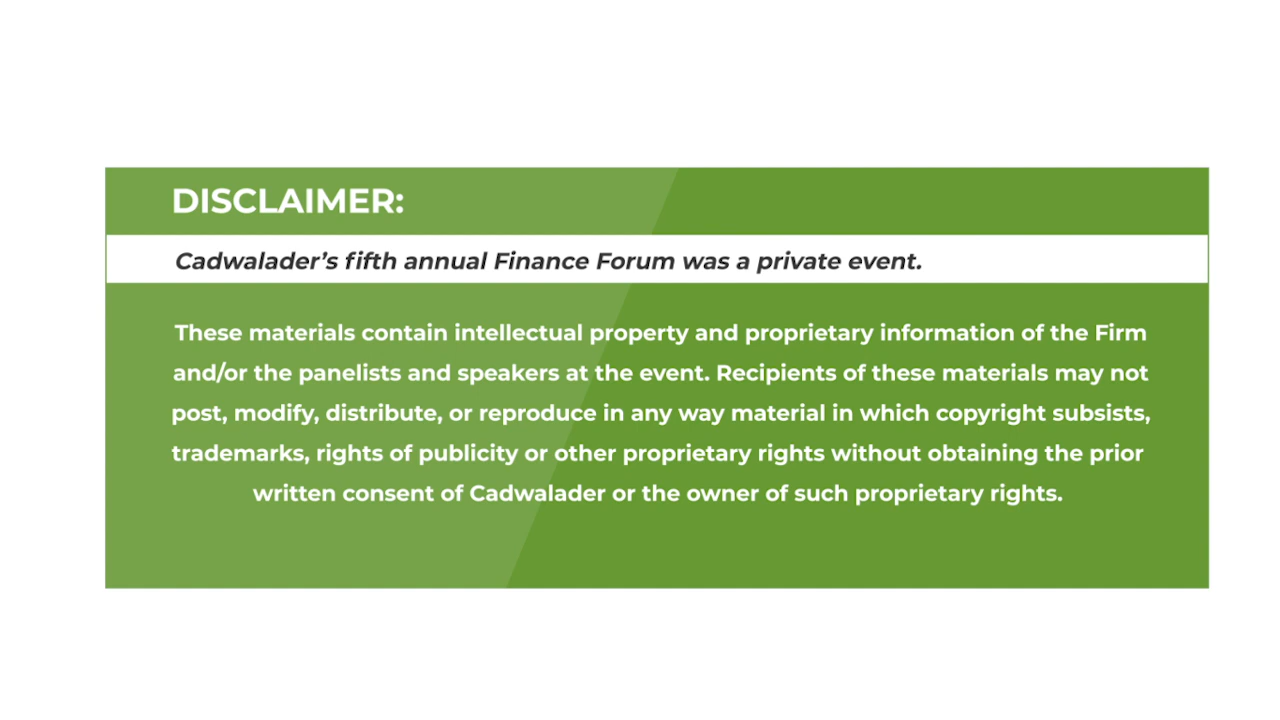 DISCLAIMER:
Cadwalader’s fifth annual Finance Forum was a private event.
These materials contain intellectual property and proprietary information of the Firm
and/or the panelists and speakers at the event. Recipients of these materials may not
post, modify, distribute, or reproduce in any way material in which copyright subsists,
trademarks, rights of publicity or other proprietary rights without obtaining the prior
written consent of Cadwalader or the owner of such proprietary rights.